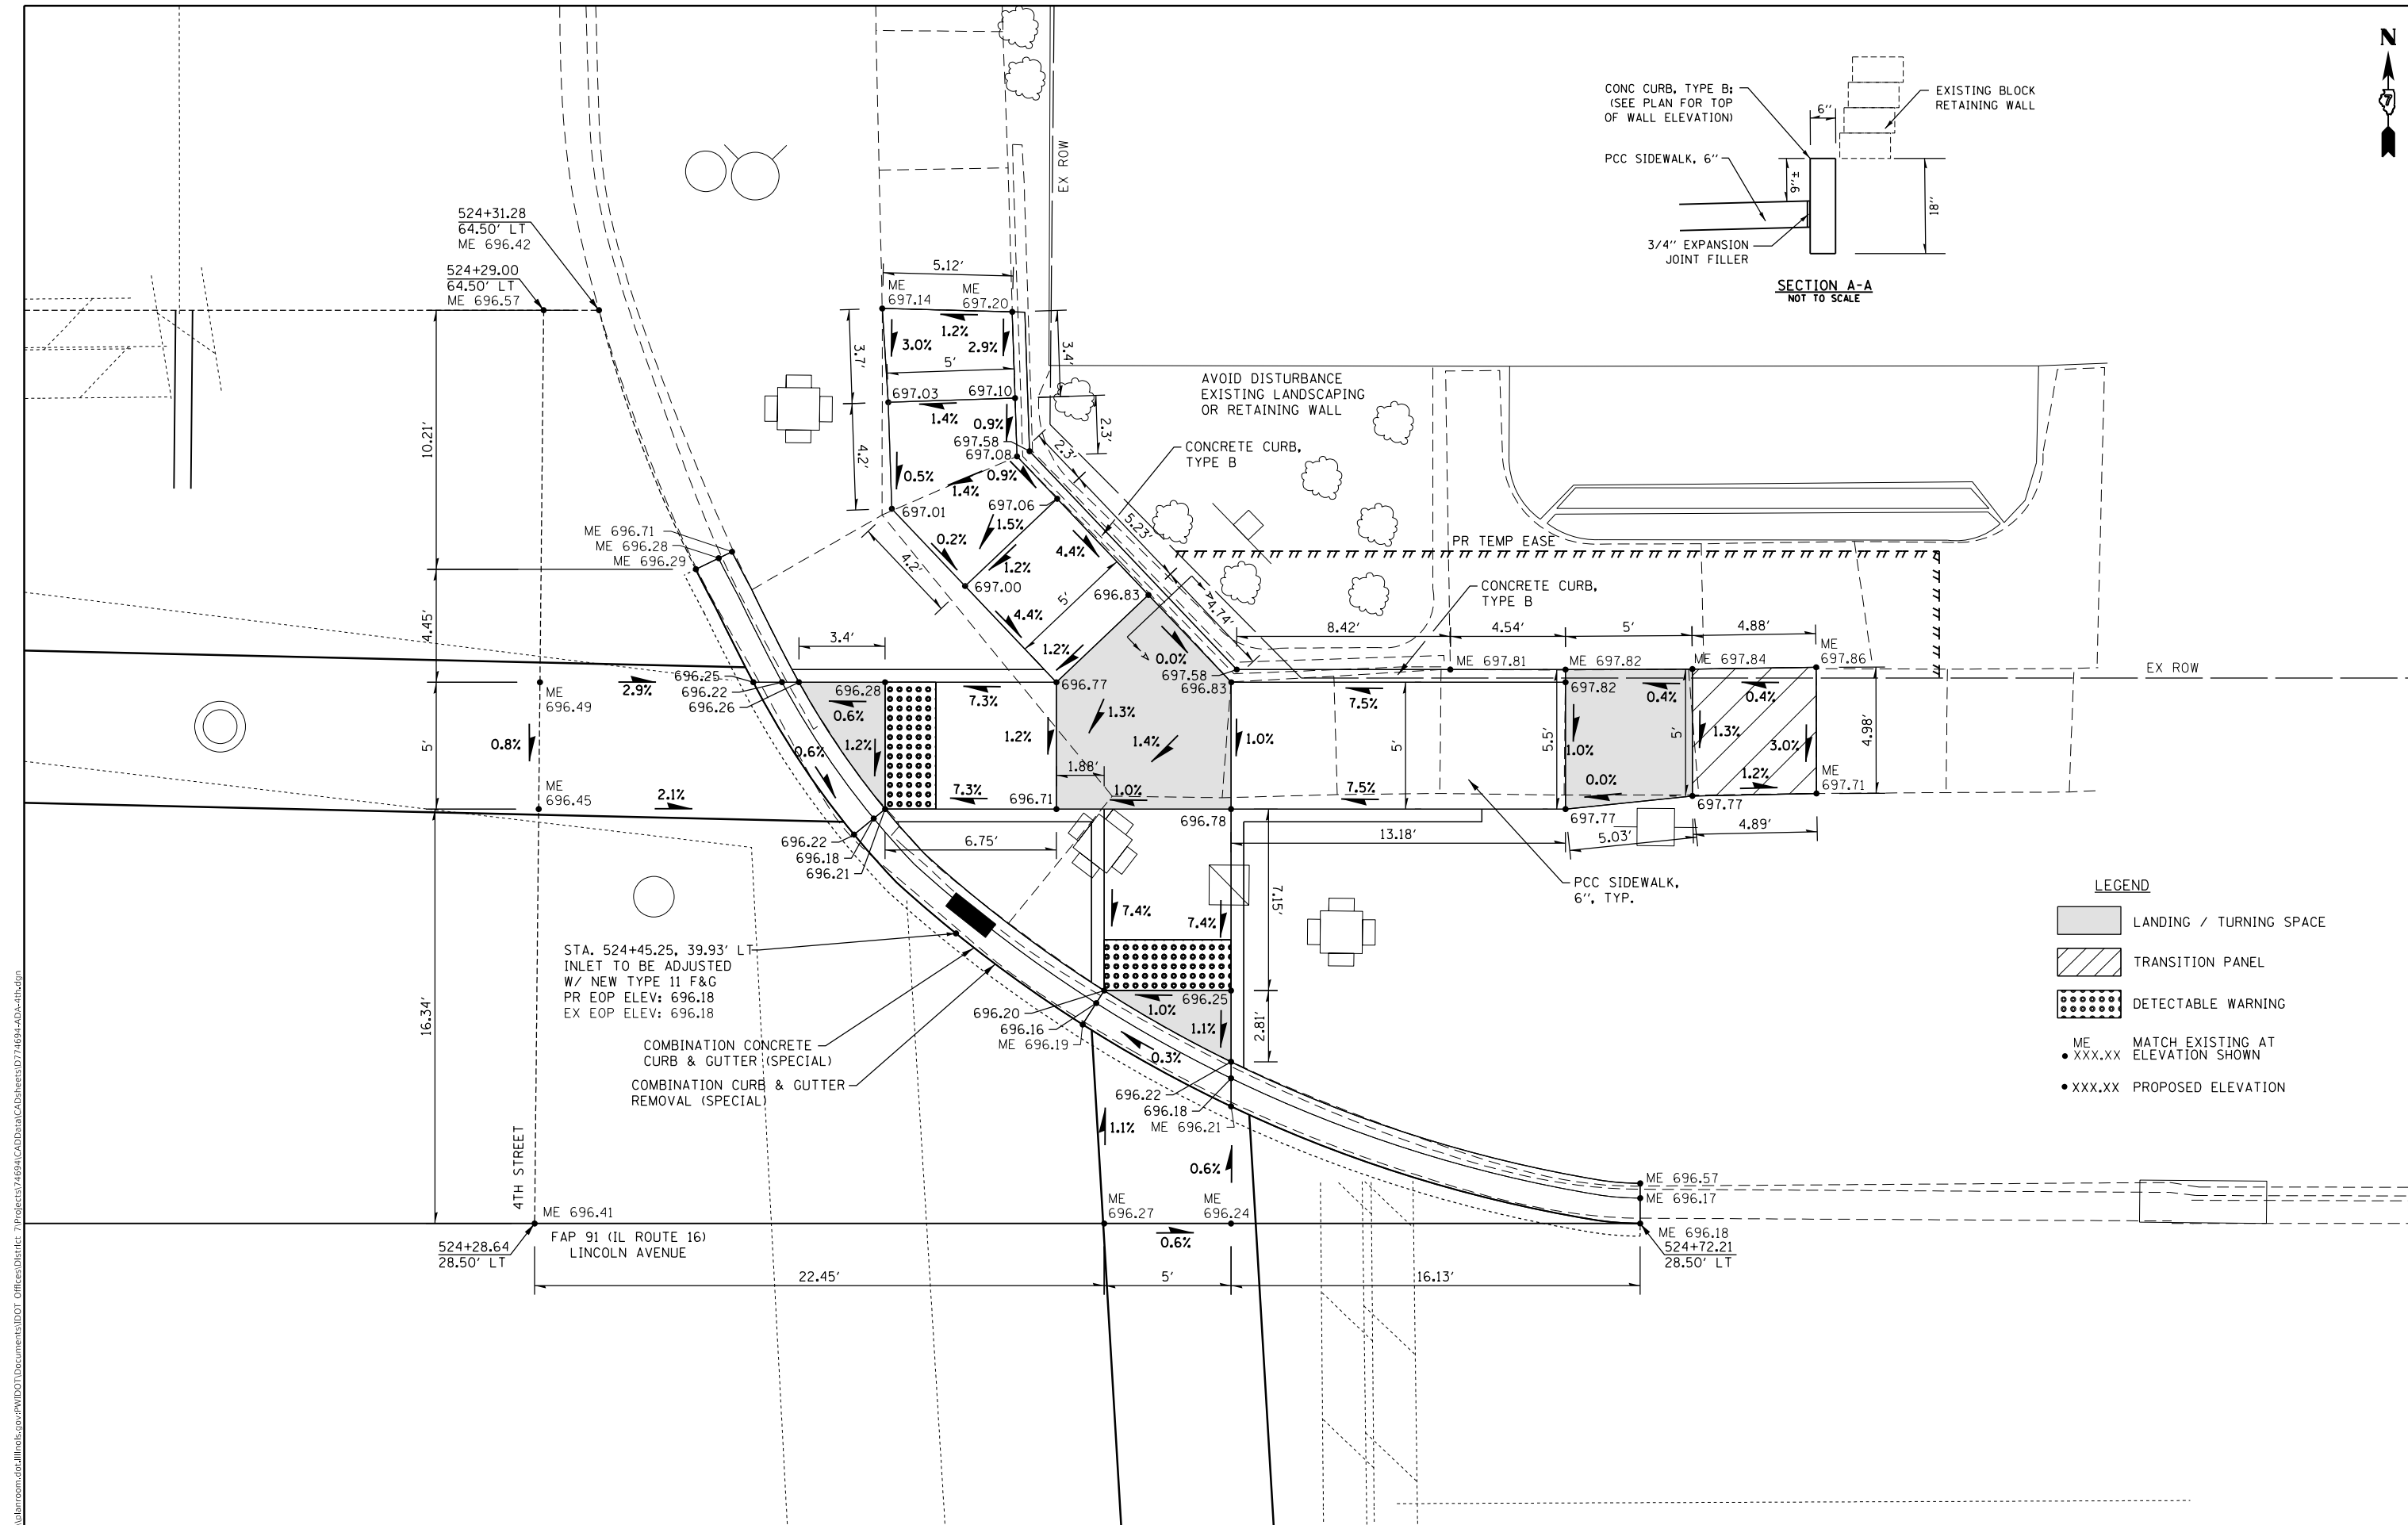 N
7
CONC CURB, TYPE B;
(SEE PLAN FOR TOP
OF WALL ELEVATION)
6"
EXISTING BLOCK
RETAINING WALL
PCC SIDEWALK, 6"
9"±
18"
3/4" EXPANSION
JOINT FILLER
SECTION A-A
NOT TO SCALE
EX ROW
524+31.28
64.50' LT
ME 696.42
524+29.00
64.50' LT
ME 696.57
5.12'
ME
697.14
ME
697.20
1.2%
3.0%
2.9%
5'
3.7'
3.4'
697.03
697.10
1.4%
0.9%
2.3'
697.58
697.08
2.3'
4.2'
0.5%
0.9%
1.4%
697.06
697.01
1.5%
0.2%
1.2%
4.4%
5.23'
4.2'
697.00
5'
696.83
4.4%
4.74'
1.2%
0.0%
AVOID DISTURBANCE
EXISTING LANDSCAPING
OR RETAINING WALL
CONCRETE CURB,
TYPE B
PR TEMP EASE
CONCRETE CURB,
TYPE B
10.21'
ME 696.71
ME 696.28
ME 696.29
4.45'
3.4'
8.42'
4.54'
5'
4.88'
ME
697.86
ME 697.81
ME 697.82
ME 697.84
EX ROW
696.25
696.22
696.26
2.9%
ME
696.49
696.28
696.77
697.58
696.83
697.82
0.6%
7.3%
1.3%
7.5%
0.4%
0.4%
0.8%
5'
0.6%
1.2%
1.2%
1.4%
1.0%
5'
5.5'
1.0%
5'
1.3%
3.0%
4.98'
1.88'
ME
696.45
2.1%
7.3%
696.71
1.0%
7.5%
0.0%
1.2%
ME
697.71
696.78
697.77
697.77
696.22
696.18
696.21
6.75'
13.18'
5.03'
4.89'
PCC SIDEWALK,
6", TYP.
7.15'
7.4%
7.4%
LEGEND
LANDING / TURNING SPACE
TRANSITION PANEL
DETECTABLE WARNING
ME
XXX.XX
MATCH EXISTING AT
ELEVATION SHOWN
XXX.XX PROPOSED ELEVATION
STA. 524+45.25, 39.93' LT
INLET TO BE ADJUSTED
W/ NEW TYPE 11 F&G
PR EOP ELEV: 696.18
EX EOP ELEV: 696.18
16.34'
696.20
696.16
ME 696.19
1.0%
696.25
1.1%
2.81'
COMBINATION CONCRETE
CURB & GUTTER (SPECIAL)
COMBINATION CURB & GUTTER
REMOVAL (SPECIAL)
0.3%
696.22
696.18
ME 696.21
1.1%
0.6%
4TH STREET
ME 696.41
FAP 91 (IL ROUTE 16)
LINCOLN AVENUE
524+28.64
28.50' LT
ME
696.27
ME
696.24
0.6%
ME 696.57
ME 696.17
ME 696.18
524+72.21
28.50' LT
22.45'
5'
16.13'